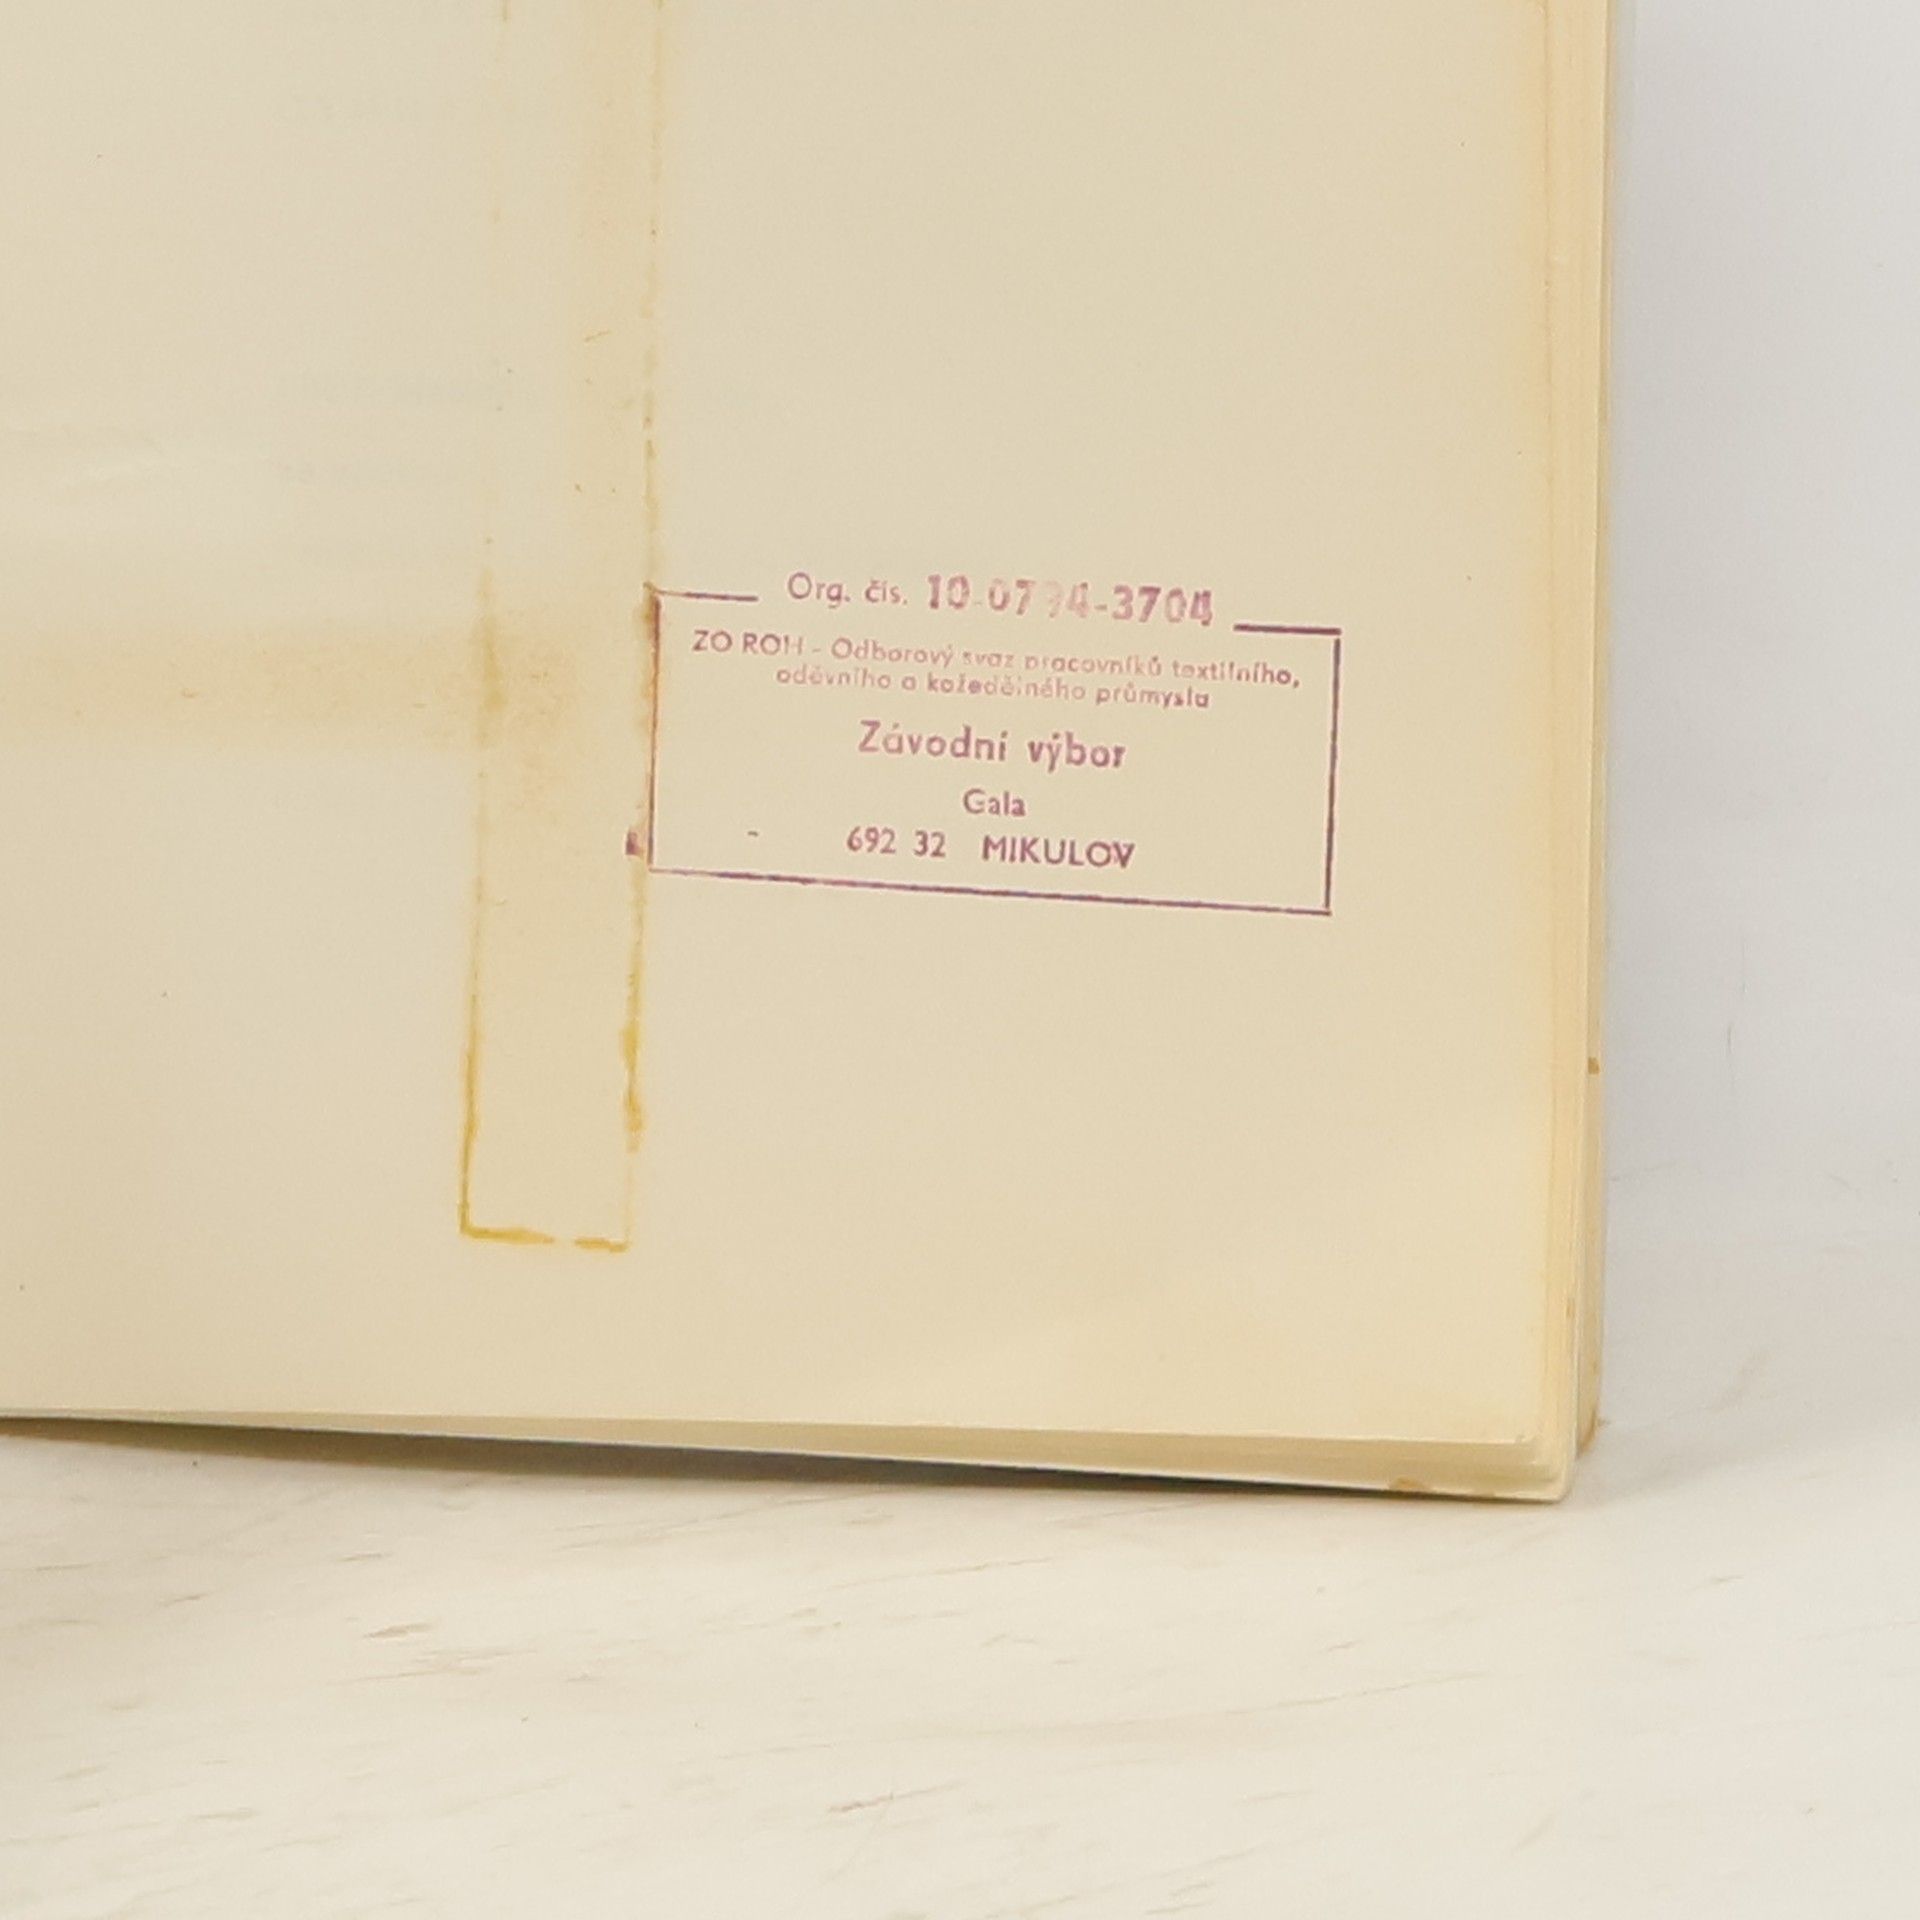 Org. čís. 10-0794-3704
ZO ROH - Odborový svaz pracovníků textilního,
oděvního a kožedělného průmyslu
Závodní výbor
Gala
692 32 MIKULOV